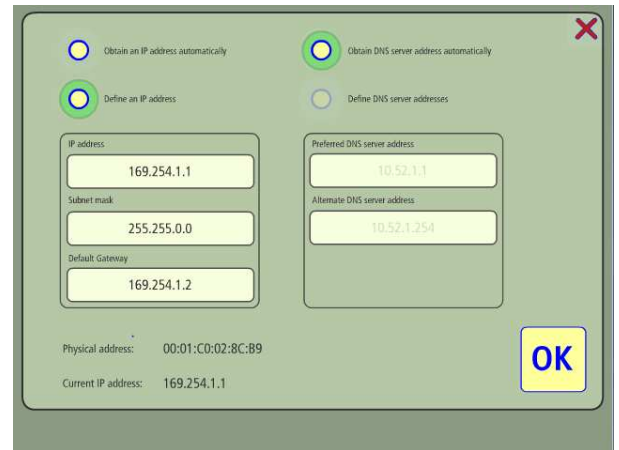 Obtain an IP address automatically
Obtain DNS server address automatically
Define an IP address
Define DNS server addresses
IP address
169.254.1.1
Subnet mask
255.255.0.0
Default Gateway
169.254.1.2
Preferred DNS server address
10.52.1.1
Alternate DNS server address
10.52.1.254
Physical address: 00:01:C0:02:8C:B9
Current IP address: 169.254.1.1
OK